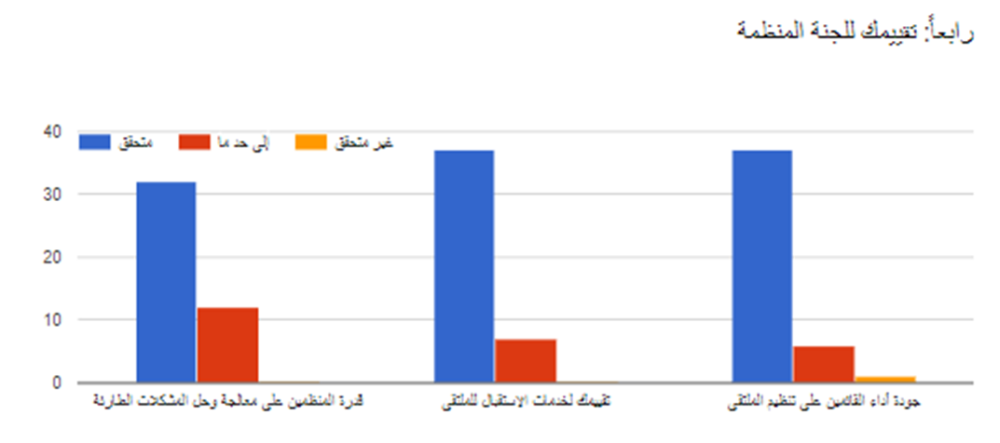 رابعاً: تقييمك للجنة المنظمة
متحقق إلى حد ما غير متحقق
40
30
20
10
0
قدرة المنظمين على معالجة وحل المشكلات الطارئة
تقييمك لخدمات الاستقبال للملتقى
جودة أداء القائمين على تنظيم الملتقى